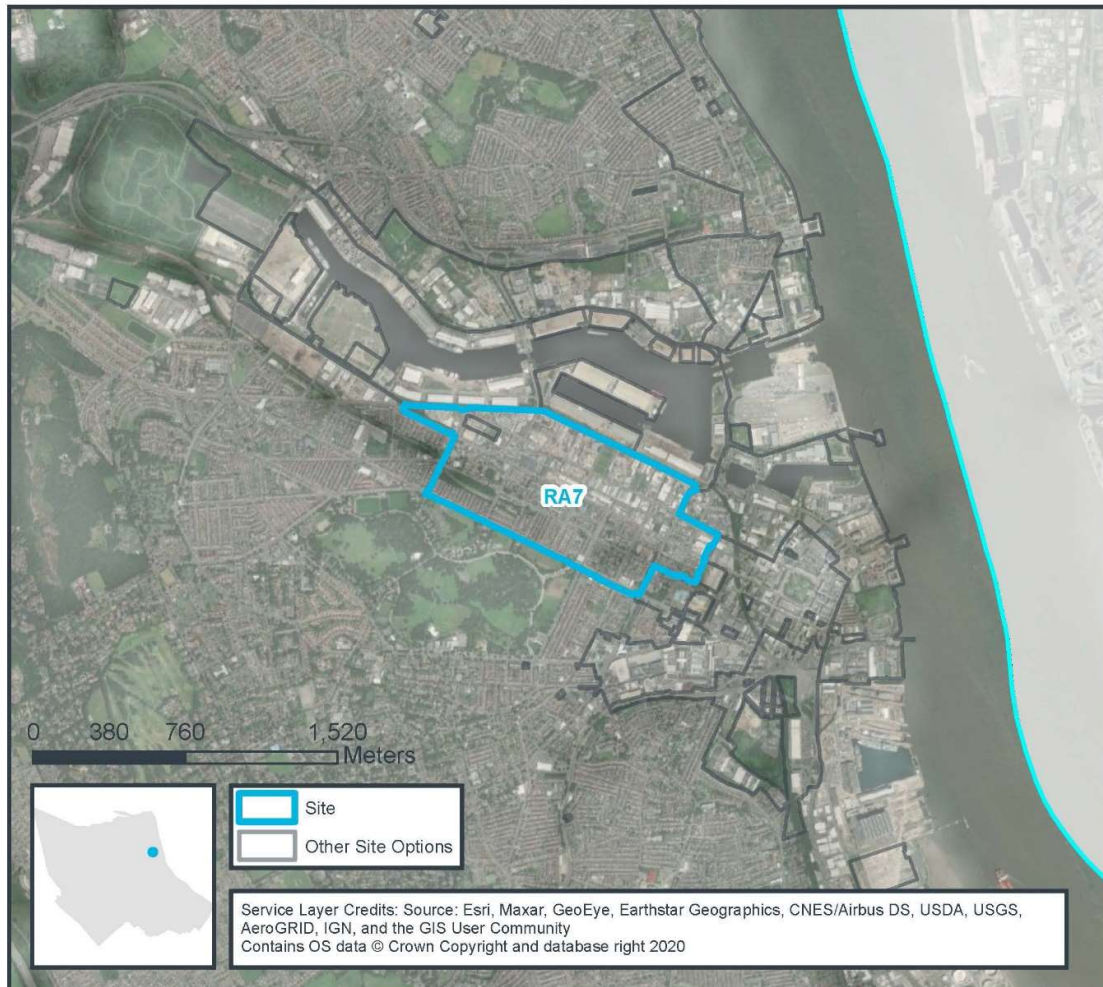 RA7
0 380 760 1,520
Meters
Site
Other Site Options
Service Layer Credits: Source: Esri, Maxar, GeoEye, Earthstar Geographics, CNES/Airbus DS, USDA, USGS,
AeroGRID, IGN, and the GIS User Community
Contains OS data © Crown Copyright and database right 2020